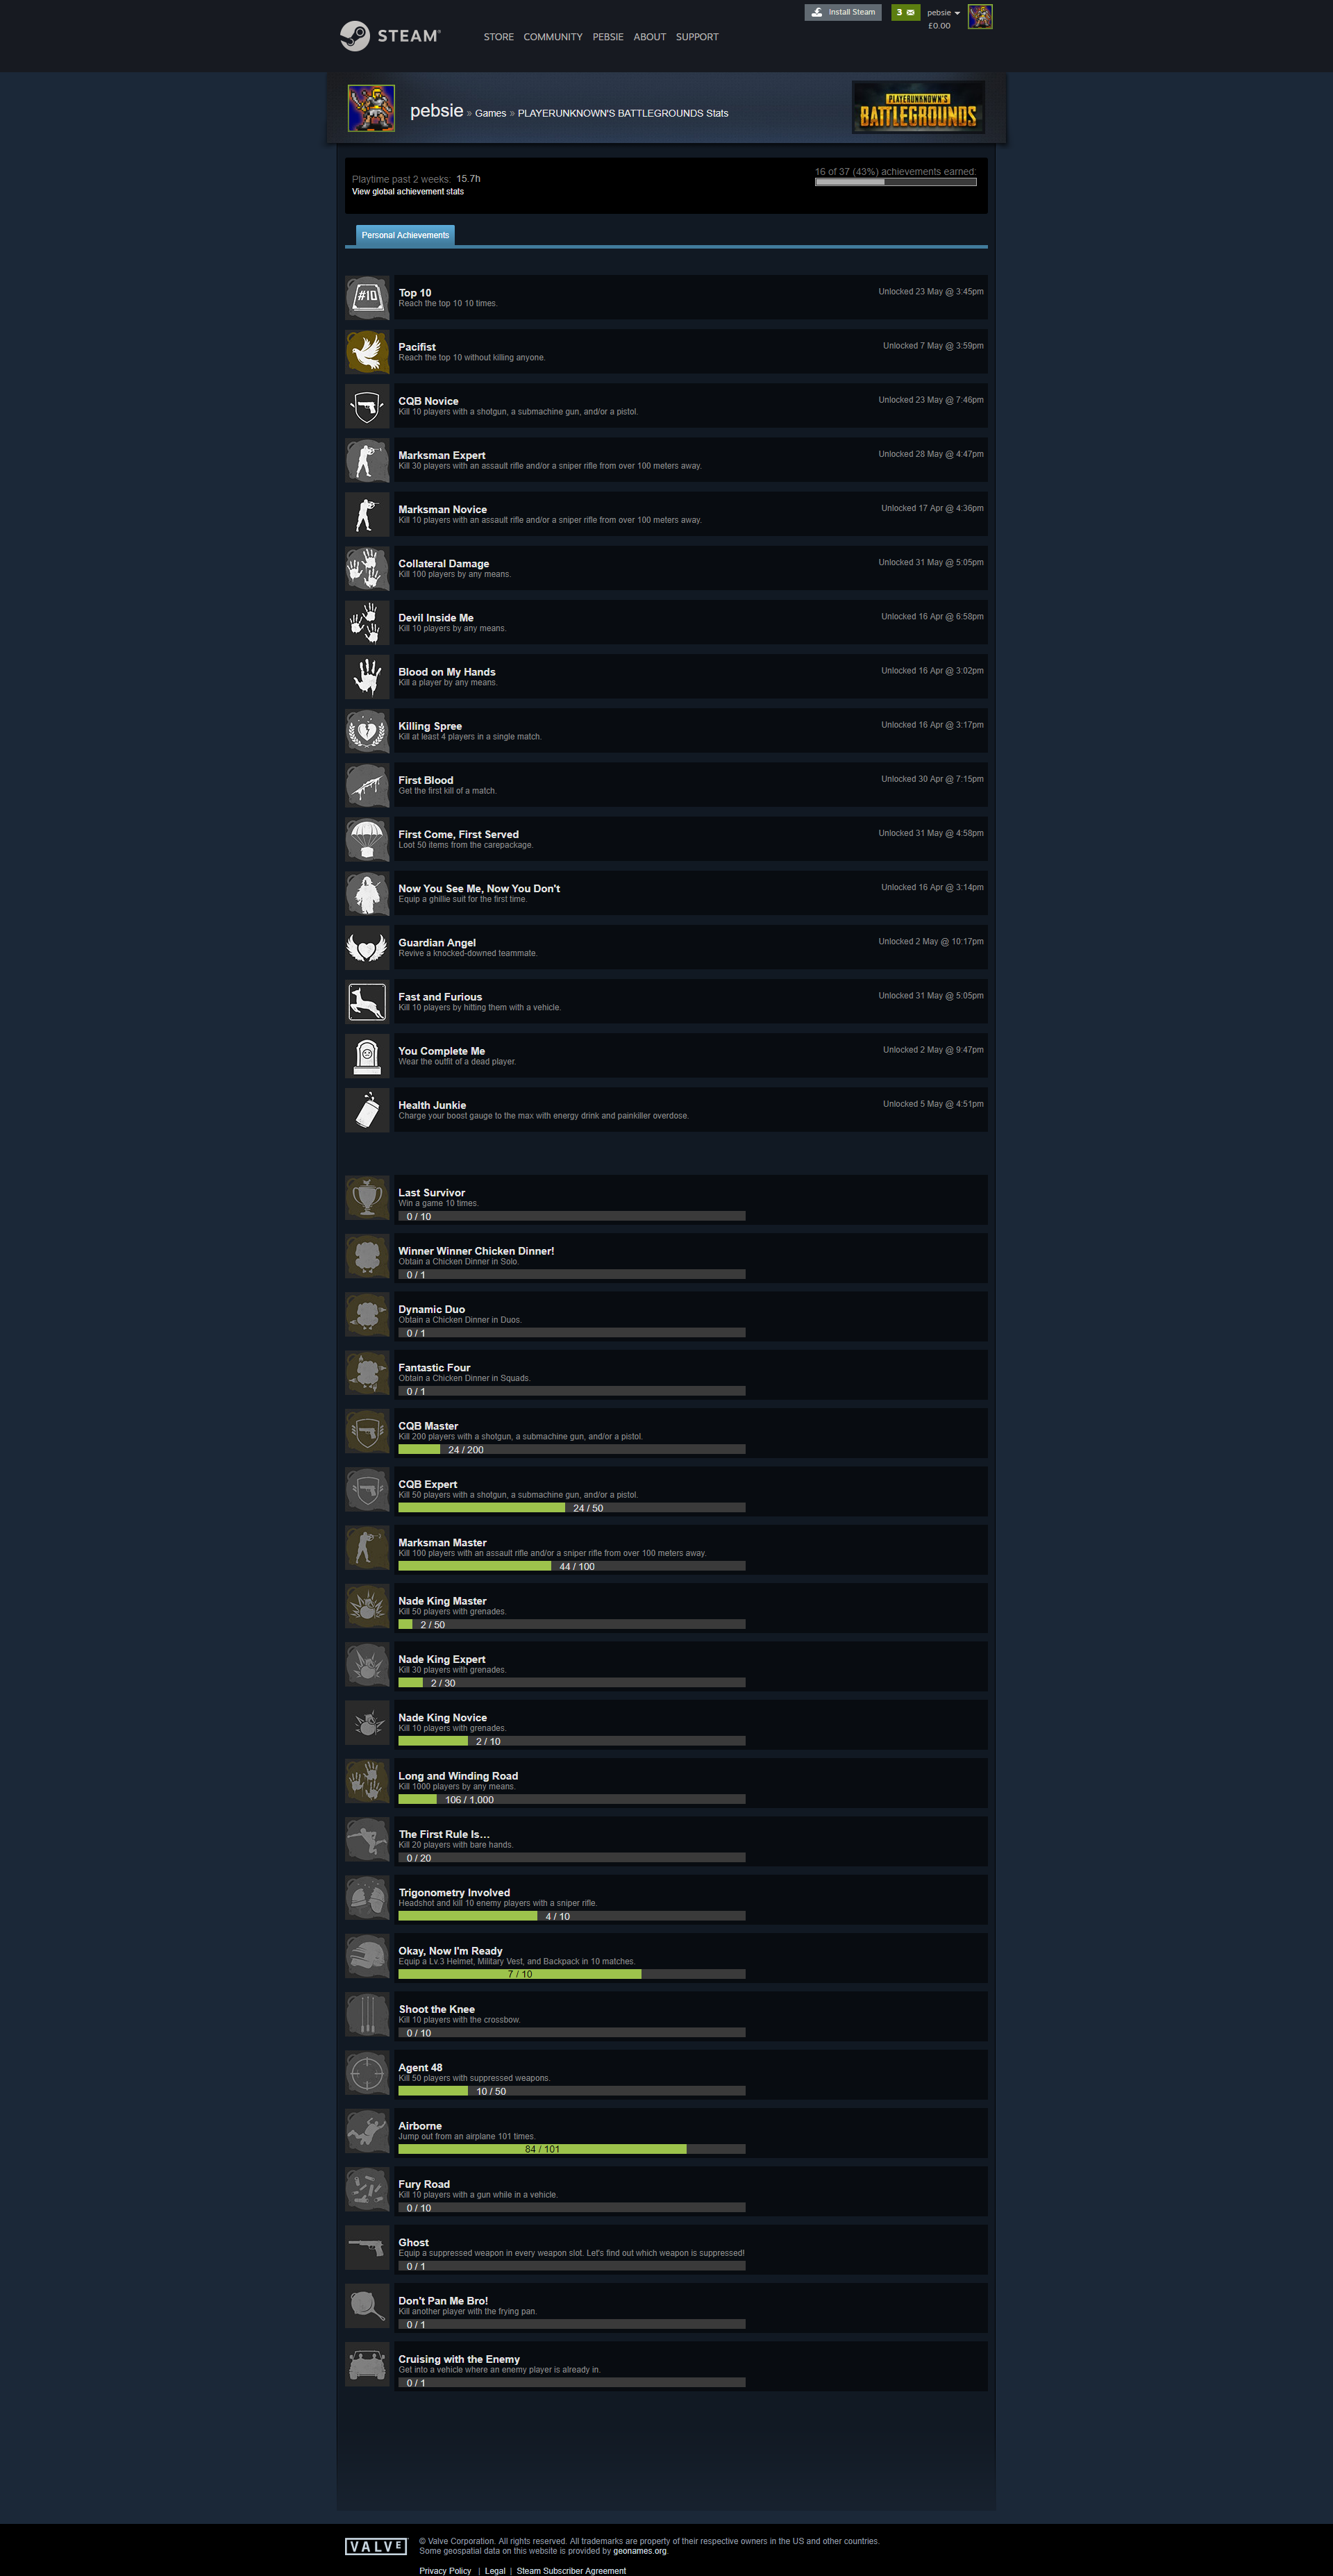 Install Steam
3
pebsie
£0.00
STEAM®
STORE COMMUNITY PEBSIE ABOUT SUPPORT
pebsie » Games » PLAYERUNKNOWN'S BATTLEGROUNDS Stats
PLAYERUNKNOWN'S
BATTLEGROUNDS
Playtime past 2 weeks: 15.7h
View global achievement stats
16 of 37 (43%) achievements earned:
Personal Achievements
#10
Top 10
Reach the top 10 10 times.
Unlocked 23 May @ 3:45pm
Pacifist
Reach the top 10 without killing anyone.
Unlocked 7 May @ 3:59pm
CQB Novice
Kill 10 players with a shotgun, a submachine gun, and/or a pistol.
Unlocked 23 May @ 7:46pm
Marksman Expert
Kill 30 players with an assault rifle and/or a sniper rifle from over 100 meters away.
Unlocked 28 May @ 4:47pm
Marksman Novice
Kill 10 players with an assault rifle and/or a sniper rifle from over 100 meters away.
Unlocked 17 Apr @ 4:36pm
Collateral Damage
Kill 100 players by any means.
Unlocked 31 May @ 5:05pm
Devil Inside Me
Kill 10 players by any means.
Unlocked 16 Apr @ 6:58pm
Blood on My Hands
Kill a player by any means.
Unlocked 16 Apr @ 3:02pm
Killing Spree
Kill at least 4 players in a single match.
Unlocked 16 Apr @ 3:17pm
First Blood
Get the first kill of a match.
Unlocked 30 Apr @ 7:15pm
First Come, First Served
Loot 50 items from the carepackage.
Unlocked 31 May @ 4:58pm
Now You See Me, Now You Don't
Equip a ghillie suit for the first time.
Unlocked 16 Apr @ 3:14pm
Guardian Angel
Revive a knocked-downed teammate.
Unlocked 2 May @ 10:17pm
Fast and Furious
Kill 10 players by hitting them with a vehicle.
Unlocked 31 May @ 5:05pm
You Complete Me
Wear the outfit of a dead player.
Unlocked 2 May @ 9:47pm
Health Junkie
Charge your boost gauge to the max with energy drink and painkiller overdose.
Unlocked 5 May @ 4:51pm
Last Survivor
Win a game 10 times.
0 / 10
Winner Winner Chicken Dinner!
Obtain a Chicken Dinner in Solo.
0 / 1
Dynamic Duo
Obtain a Chicken Dinner in Duos.
0 / 1
Fantastic Four
Obtain a Chicken Dinner in Squads.
0 / 1
CQB Master
Kill 200 players with a shotgun, a submachine gun, and/or a pistol.
24 / 200
CQB Expert
Kill 50 players with a shotgun, a submachine gun, and/or a pistol.
24 / 50
Marksman Master
Kill 100 players with an assault rifle and/or a sniper rifle from over 100 meters away.
44 / 100
Nade King Master
Kill 50 players with grenades.
2 / 50
Nade King Expert
Kill 30 players with grenades.
2 / 30
Nade King Novice
Kill 10 players with grenades.
2 / 10
Long and Winding Road
Kill 1000 players by any means.
106 / 1,000
The First Rule Is...
Kill 20 players with bare hands.
0 / 20
Trigonometry Involved
Headshot and kill 10 enemy players with a sniper rifle.
4 / 10
Okay, Now I'm Ready
Equip a Lv.3 Helmet, Military Vest, and Backpack in 10 matches.
7 / 10
Shoot the Knee
Kill 10 players with the crossbow.
0 / 10
Agent 48
Kill 50 players with suppressed weapons.
10 / 50
Airborne
Jump out from an airplane 101 times.
84 / 101
Fury Road
Kill 10 players with a gun while in a vehicle.
0 / 10
Ghost
Equip a suppressed weapon in every weapon slot. Let's find out which weapon is suppressed!
0 / 1
Don't Pan Me Bro!
Kill another player with the frying pan.
0 / 1
Cruising with the Enemy
Get into a vehicle where an enemy player is already in.
0 / 1
VALVE
© Valve Corporation. All rights reserved. All trademarks are property of their respective owners in the US and other countries.
Some geospatial data on this website is provided by geonames.org.
Privacy Policy | Legal | Steam Subscriber Agreement